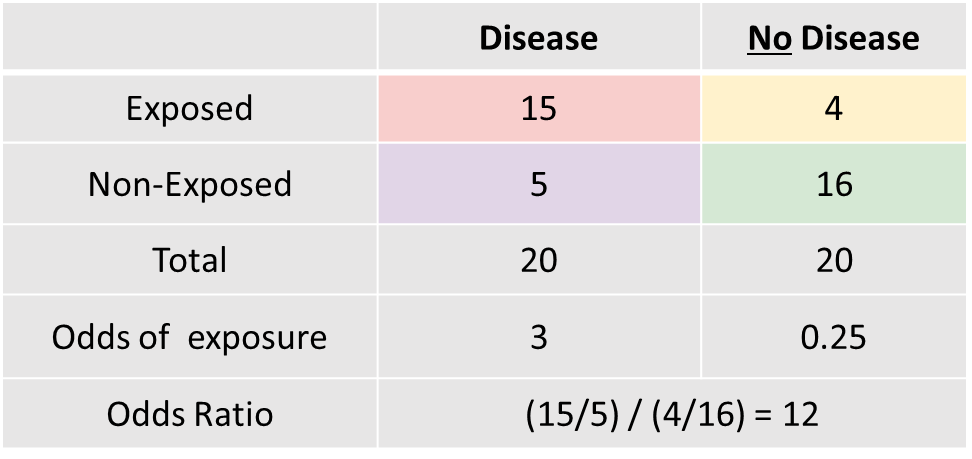 Disease No Disease
Exposed 15 4
Non-Exposed 5 16
Total 20 20
Odds of exposure 3 0.25
Odds Ratio (15/5) / (4/16) = 12